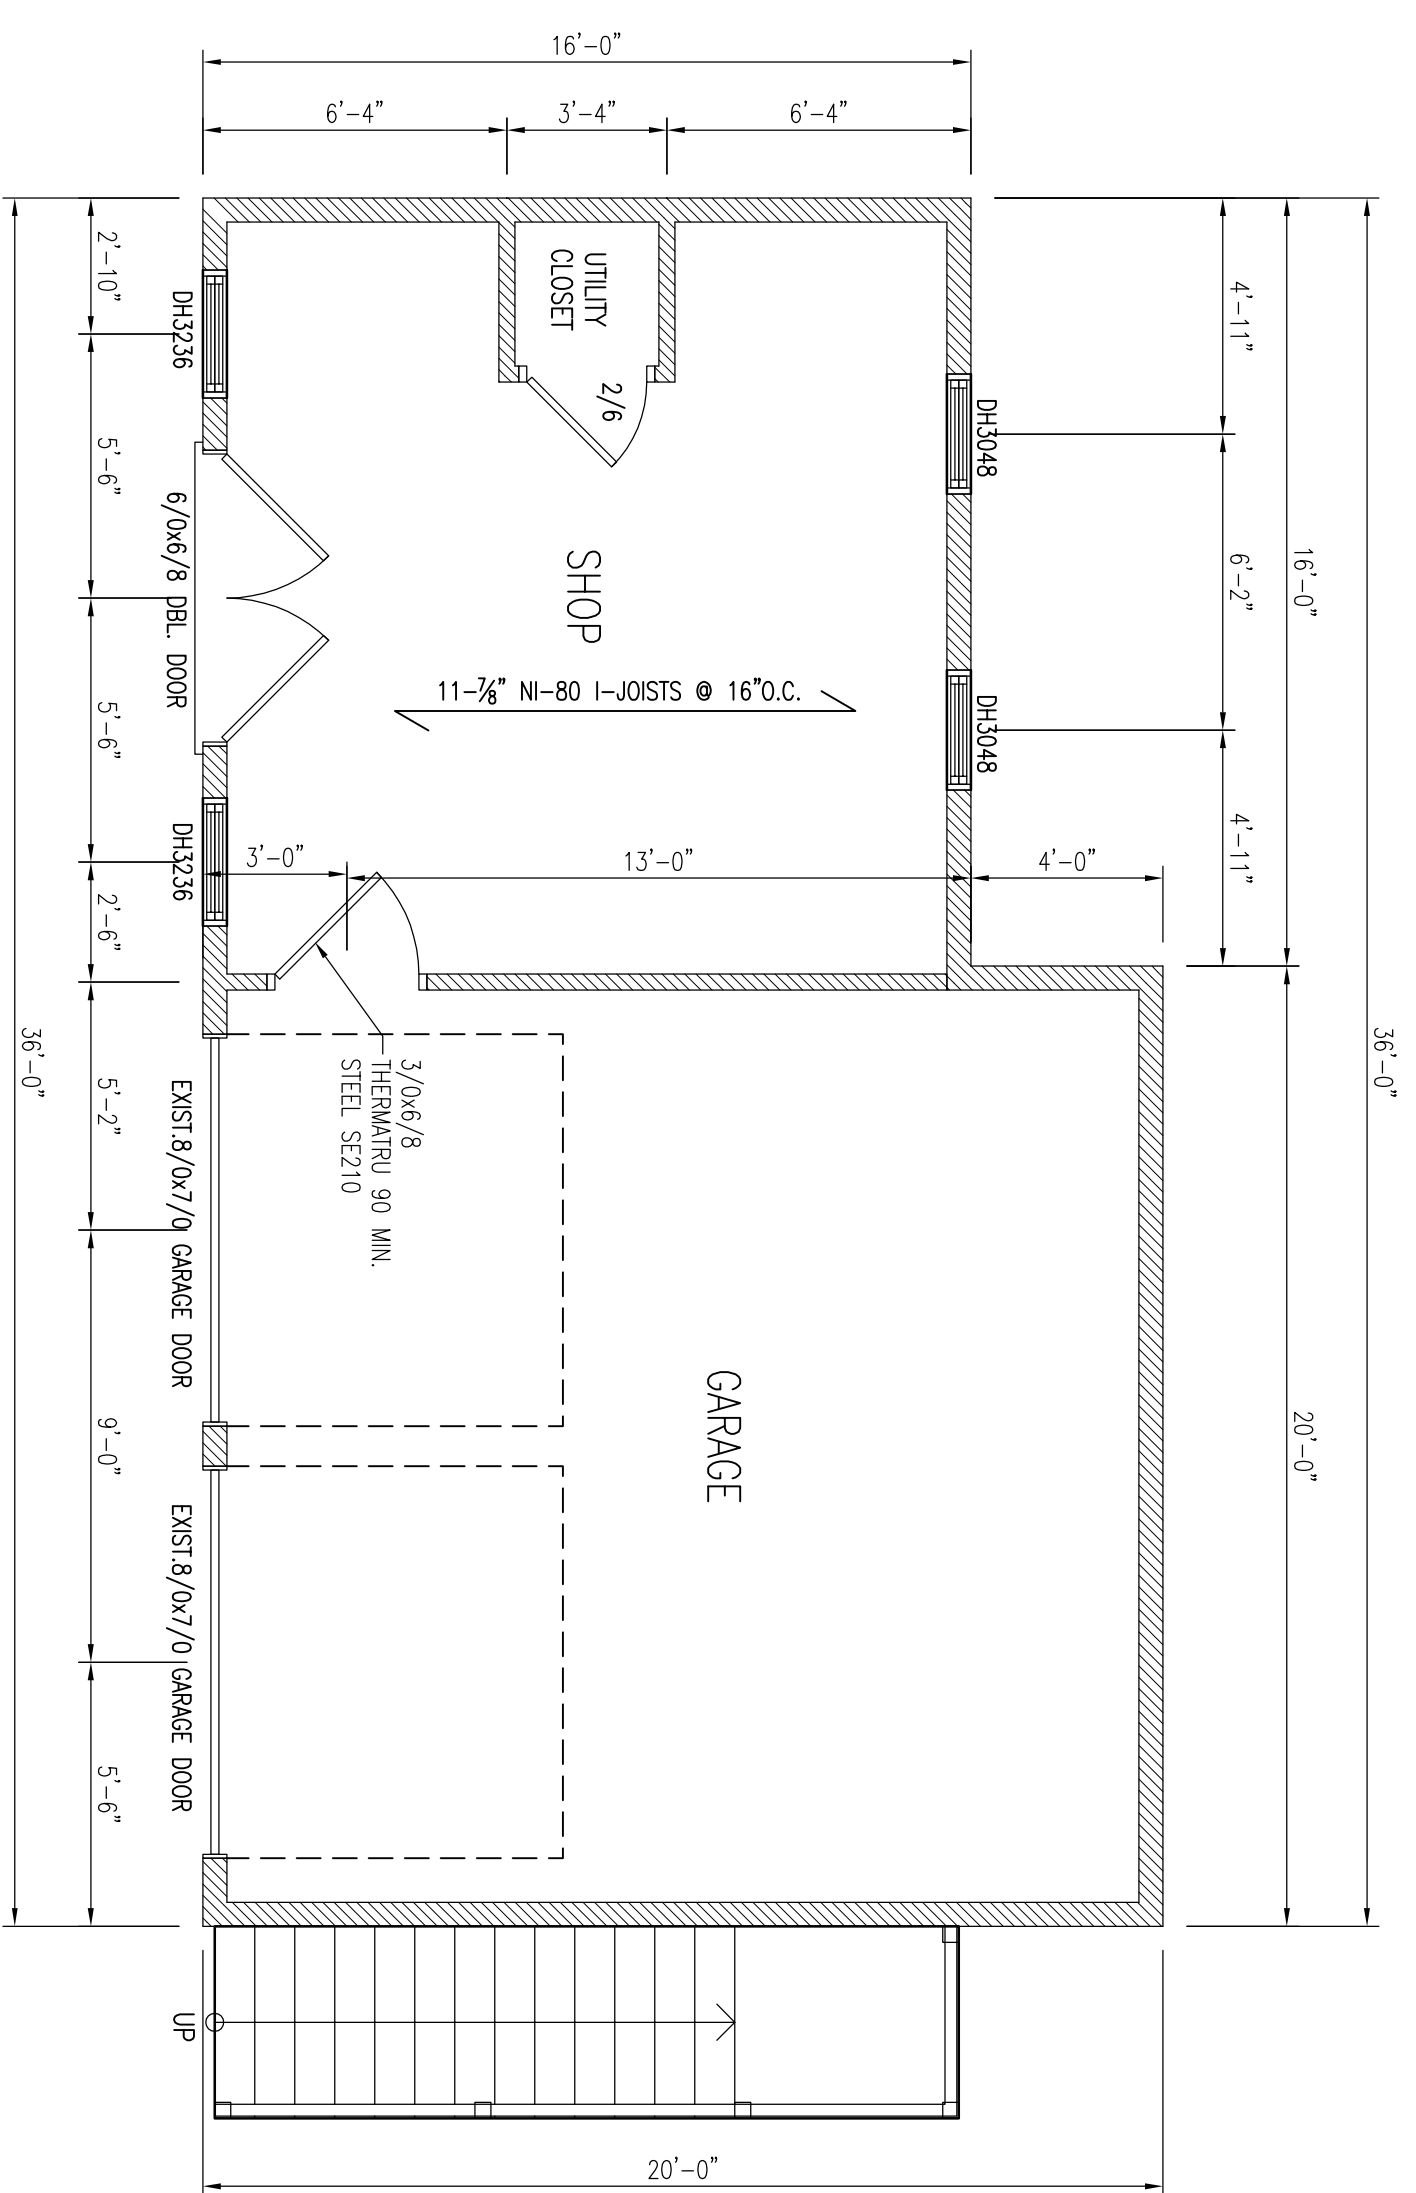 36'-0"
16'-0"
20'-0"
4'-11"
6'-2"
4'-11"
DH3048
DH3048
16'-0"
6'-4"
3'-4"
6'-4"
4'-0"
13'-0"
3'-0"
UTILITY
CLOSET
2/6
SHOP
11-⅞" NI-80 I-JOISTS @ 16"O.C.
GARAGE
3/0x6/8
THERMATRU 90 MIN.
STEEL SE210
DH3236
6/0x6/8 DBL. DOOR
DH3236
EXIST.8/0x7/0 GARAGE DOOR
EXIST.8/0x7/0 GARAGE DOOR
UP
2'-10"
5'-6"
5'-6"
2'-6"
5'-2"
9'-0"
5'-6"
36'-0"
20'-0"